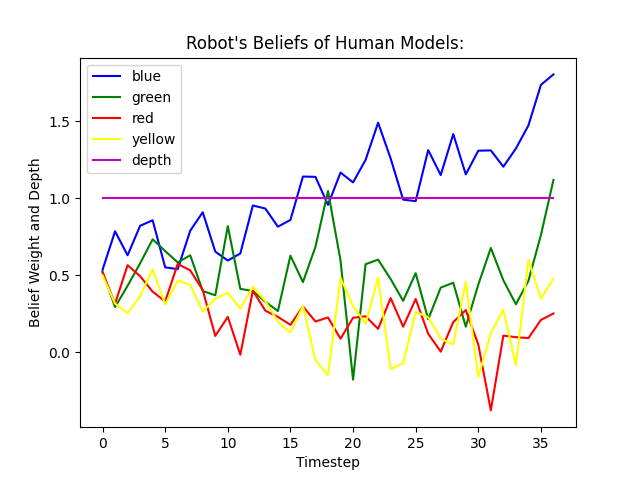 Robot's Beliefs of Human Models:
blue
green
red
yellow
depth
Belief Weight and Depth
1.5
1.0
0.5
0.0
0 5 10 15 20 25 30 35
Timestep